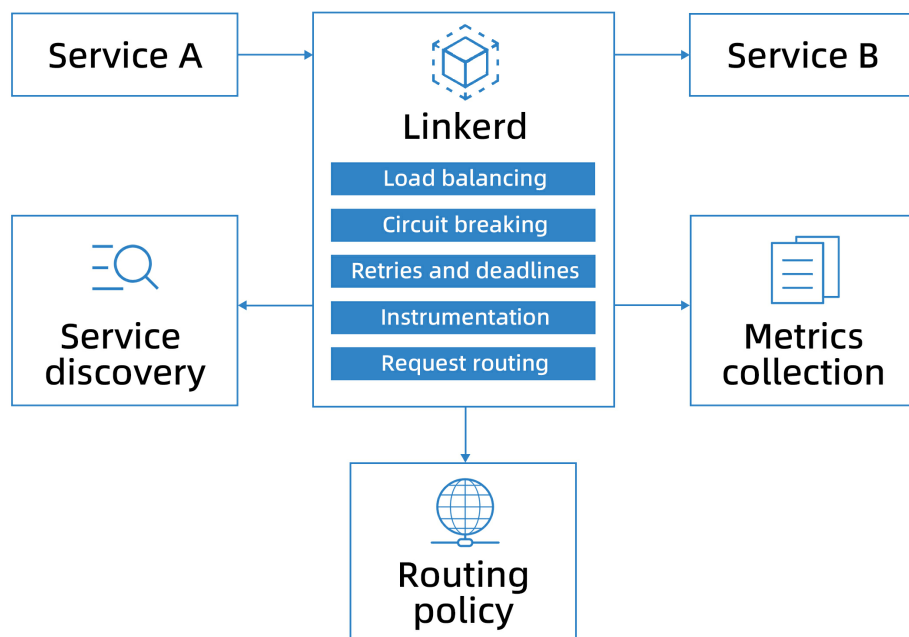 Service A
Linkerd
Load balancing
Circuit breaking
Retries and deadlines
Instrumentation
Request routing
Service B
Service
discovery
Metrics
collection
Routing
policy